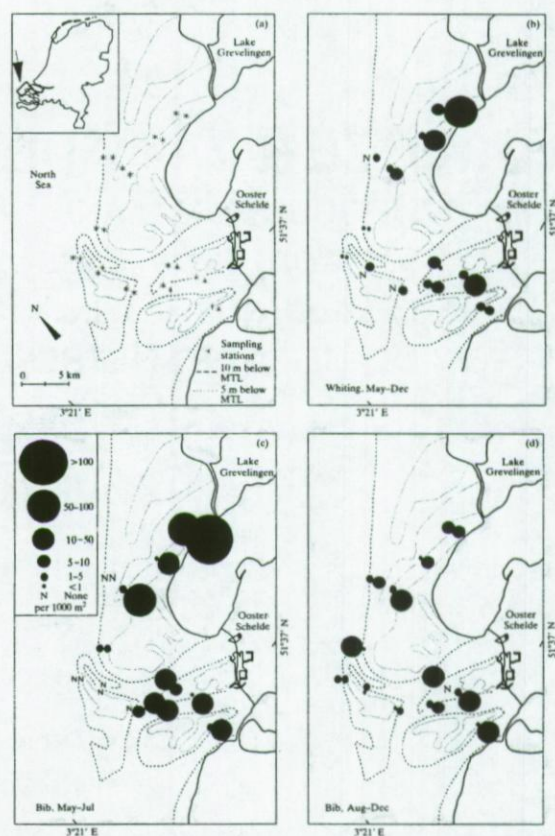 (a)
Lake
Grevelingen
North
Sea
Ooster
Schelde
51°37' N
N
Sampling
stations
10 m below
MTL
5 m below
MTL
0 5 km
3°21' E
(b)
Lake
Grevelingen
N
Ooster
Schelde
51°37' N
N
N
Whiting, May–Dec
3°21' E
(c)
>100
50–100
10–50
5–10
1–5
<1
N None
per 1000 m²
Lake
Grevelingen
NN
Ooster-
Schelde
51°37' N
NN
N
N
N
Bib, May–Jul
3°21' E
(d)
Lake
Grevelingen
Ooster-
Schelde
51°37' N
N
Bib, Aug–Dec
3°21' E